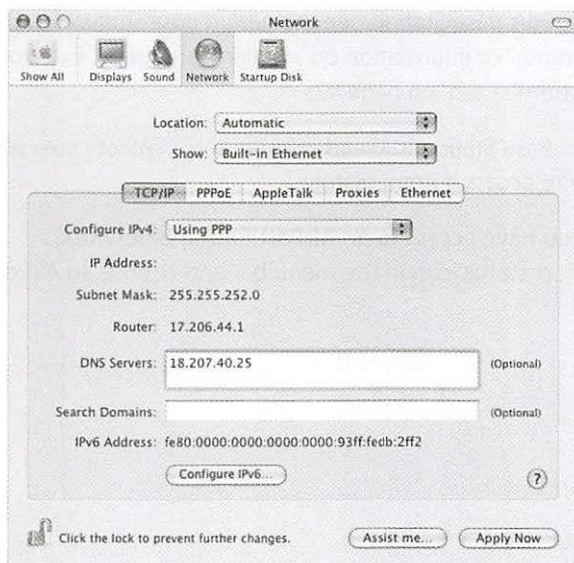 Network
Show All Displays Sound Network Startup Disk
Location: Automatic
Show: Built-in Ethernet
TCP/IP PPPoE AppleTalk Proxies Ethernet
Configure IPv4: Using PPP
IP Address:
Subnet Mask: 255.255.252.0
Router: 17.206.44.1
DNS Servers: 18.207.40.25 (Optional)
Search Domains: (Optional)
IPv6 Address: fe80:0000:0000:0000:0000:93ff:fedb:2ff2
Configure IPv6... ?
Click the lock to prevent further changes. Assist me... Apply Now